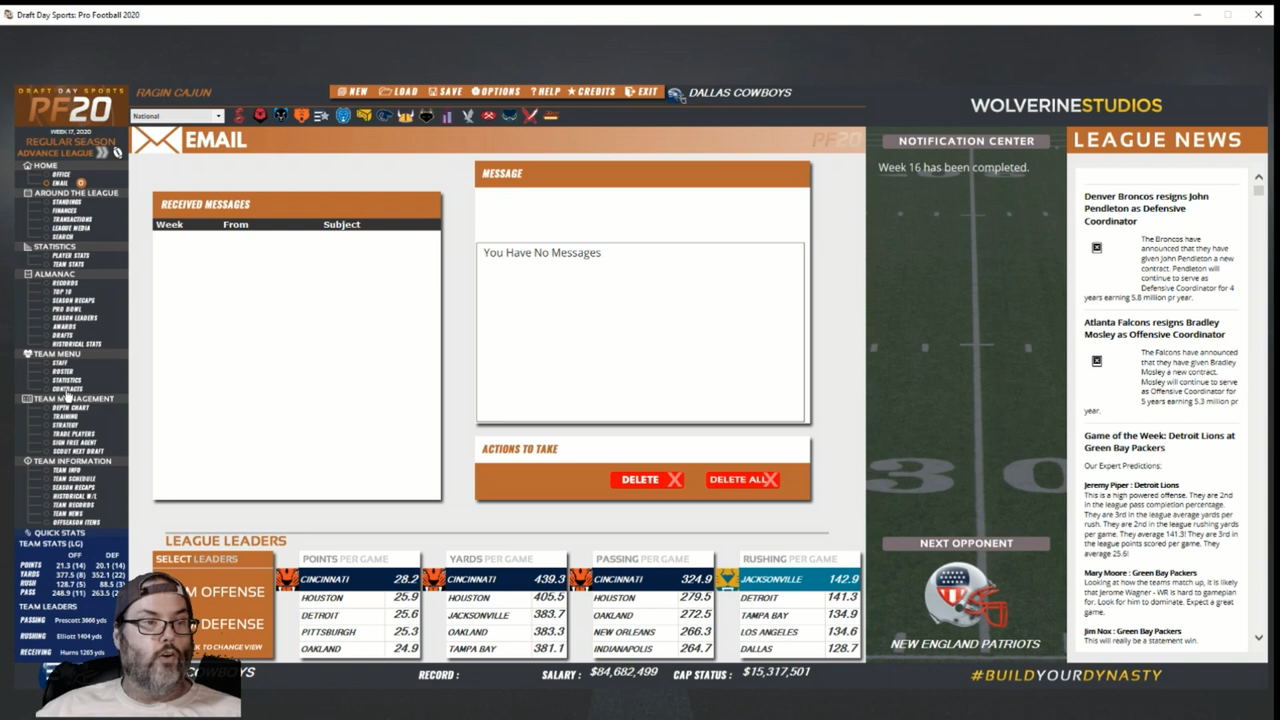 Draft Day Sports: Pro Football 2020
DRAFT DAY SPORTS
PF20
WEEK 17, 2020
REGULAR SEASON
ADVANCE LEAGUE
RAGIN CAJUN
NEW LOAD SAVE OPTIONS ? HELP CREDITS EXIT
DALLAS COWBOYS
National
WOLVERINESTUDIOS
HOME
OFFICE
EMAIL 0
AROUND THE LEAGUE
STANDINGS
FINANCES
TRANSACTIONS
LEAGUE MEDIA
SEARCH
STATISTICS
PLAYER STATS
TEAM STATS
ALMANAC
RECORDS
TOP 10
SEASON RECAPS
PRO BOWL
SEASON LEADERS
AWARDS
DRAFTS
HISTORICAL STATS
TEAM MENU
STAFF
ROSTER
STATISTICS
CONTRACTS
TEAM MANAGEMENT
DEPTH CHART
TRAINING
STRATEGY
TRADE PLAYERS
SIGN FREE AGENT
SCOUT NEXT DRAFT
TEAM INFORMATION
TEAM INFO
TEAM SCHEDULE
SEASON RECAPS
HISTORICAL W/L
TEAM RECORDS
TEAM NEWS
OFFSEASON ITEMS
QUICK STATS
TEAM STATS (LG)
OFF DEF
POINTS 21.3 (14) 20.1 (14)
YARDS 377.5 (8) 352.1 (22)
RUSH 128.7 (5) 88.5
PASS 248.9 (11) 263.5
TEAM LEADERS
PASSING Prescott 3666 yds
RUSHING Elliott 1404 yds
RECEIVING Hurns 1265 yds
EMAIL
PF20
RECEIVED MESSAGES
Week From Subject
MESSAGE
You Have No Messages
ACTIONS TO TAKE
DELETE X
DELETE ALL X
LEAGUE LEADERS
SELECT LEADERS
M OFFENSE
DEFENSE
K TO CHANGE VIEW
POINTS PER GAME
CINCINNATI 28.2
HOUSTON 25.9
DETROIT 25.6
PITTSBURGH 25.3
OAKLAND 24.9
YARDS PER GAME
CINCINNATI 439.3
HOUSTON 405.5
JACKSONVILLE 383.7
OAKLAND 383.3
TAMPA BAY 381.1
PASSING PER GAME
CINCINNATI 324.9
HOUSTON 279.5
OAKLAND 272.5
NEW ORLEANS 266.3
INDIANAPOLIS 264.7
RUSHING PER GAME
JACKSONVILLE 142.9
DETROIT 141.3
TAMPA BAY 134.9
LOS ANGELES 134.6
DALLAS 128.7
COWBOYS
RECORD :
SALARY : $84,682,499
CAP STATUS : $15,317,501
NOTIFICATION CENTER
Week 16 has been completed.
3 0
NEXT OPPONENT
NEW ENGLAND PATRIOTS
LEAGUE NEWS
Denver Broncos resigns John
Pendleton as Defensive
Coordinator
The Broncos have
announced that they have
given John Pendleton a new
contract. Pendleton will
continue to serve as
Defensive Coordinator for 4
years earning 5.8 million pr year.
Atlanta Falcons resigns Bradley
Mosley as Offensive Coordinator
The Falcons have announced
that they have given Bradley
Mosley a new contract.
Mosley will continue to serve
as Offensive Coordinator for
5 years earning 5.3 million pr
year.
Game of the Week: Detroit Lions at
Green Bay Packers
Our Expert Predictions:
Jeremy Piper : Detroit Lions
This is a high powered offense. They are 2nd
in the league pass completion percentage.
They are 3rd in the league average yards per
rush. They are 2nd in the league rushing yards
per game. They average 141.3! They are 3rd in
the league points scored per game. They
average 25.6!
Mary Moore : Green Bay Packers
Looking at how the teams match up, it is likely
that Jerome Wagner - WR is hard to gameplan
for. Look for him to dominate. Expect a great
game.
Jim Nox : Green Bay Packers
This will really be a statement win.
#BUILDYOURDYNASTY